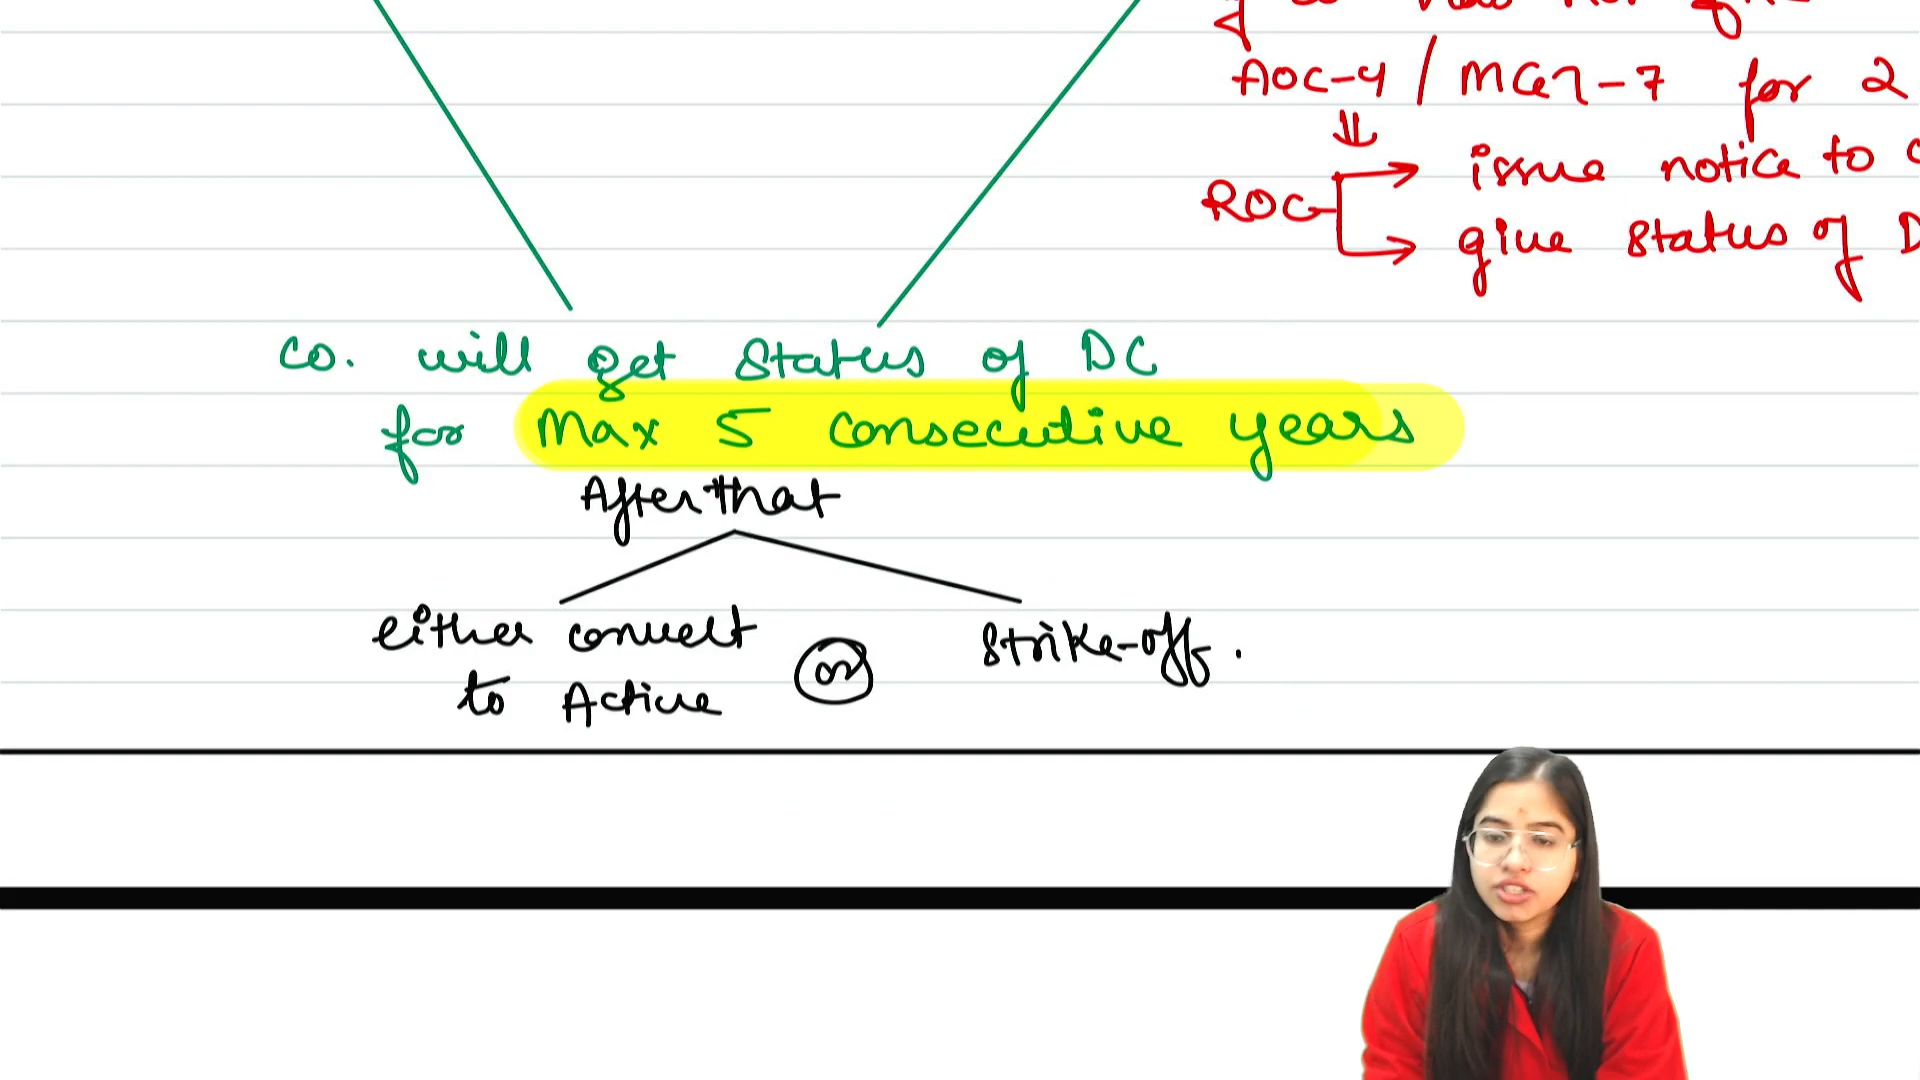 AOC-4 / MGT-7 for 2
issue notice to
ROC
give status of D
co. will get status of DC
for Max 5 consecutive years
After that
either convert
to Active
or
strike-off.